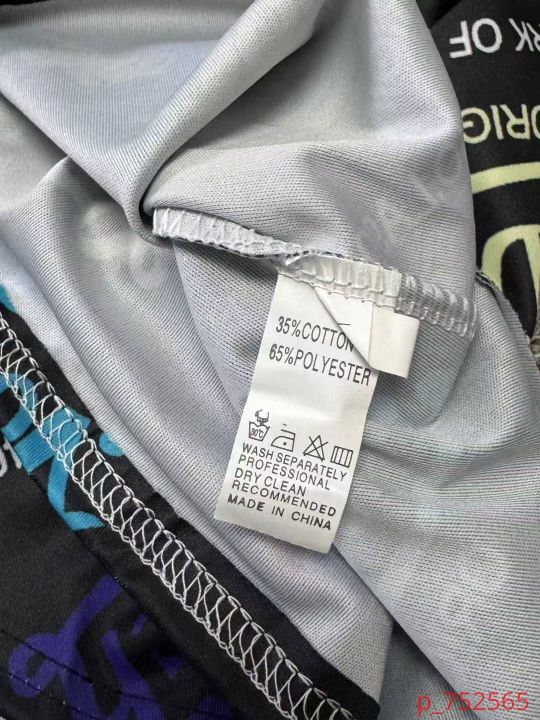 RK OF
ORIG
35%COTTON
65%POLYESTER
WASH SEPARATELY
PROFESSIONAL
DRY CLEAN
RECOMMENDED
MADE IN CHINA
p_752565